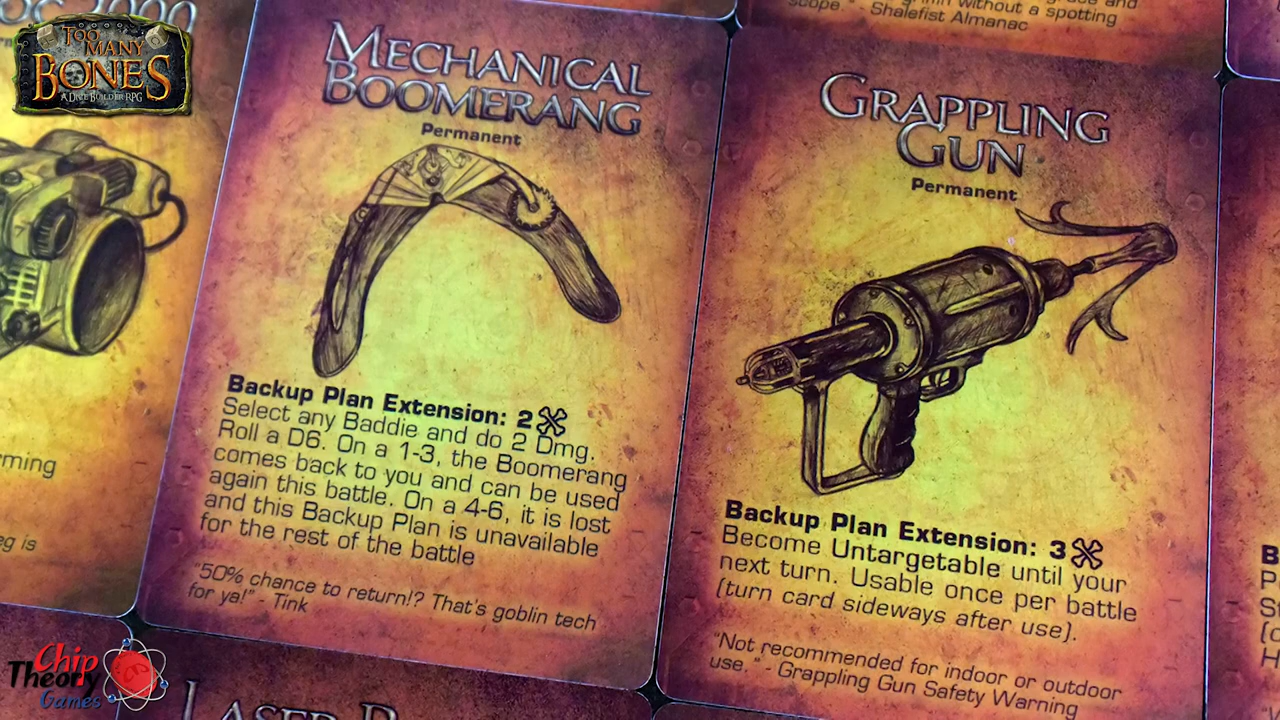 TOO
MANY
BONES
A DICE BUILDER RPG
2000
MECHANICAL
BOOMERANG
Permanent
Backup Plan Extension: 2
Select any Baddie and do 2 Dmg.
Roll a D6. On a 1-3, the Boomerang
comes back to you and can be used
again this battle. On a 4-6, it is lost
and this Backup Plan is unavailable
for the rest of the battle
"50% chance to return!? That's goblin tech
for ya!" - Tink
without a spotting
scope." - Shalefist Almanac
GRAPPLING
GUN
Permanent
Backup Plan Extension: 3
Become Untargetable until your
next turn. Usable once per battle
(turn card sideways after use).
"Not recommended for indoor or outdoor
use." - Grappling Gun Safety Warning
is
LASER
Chip
Theory
Games